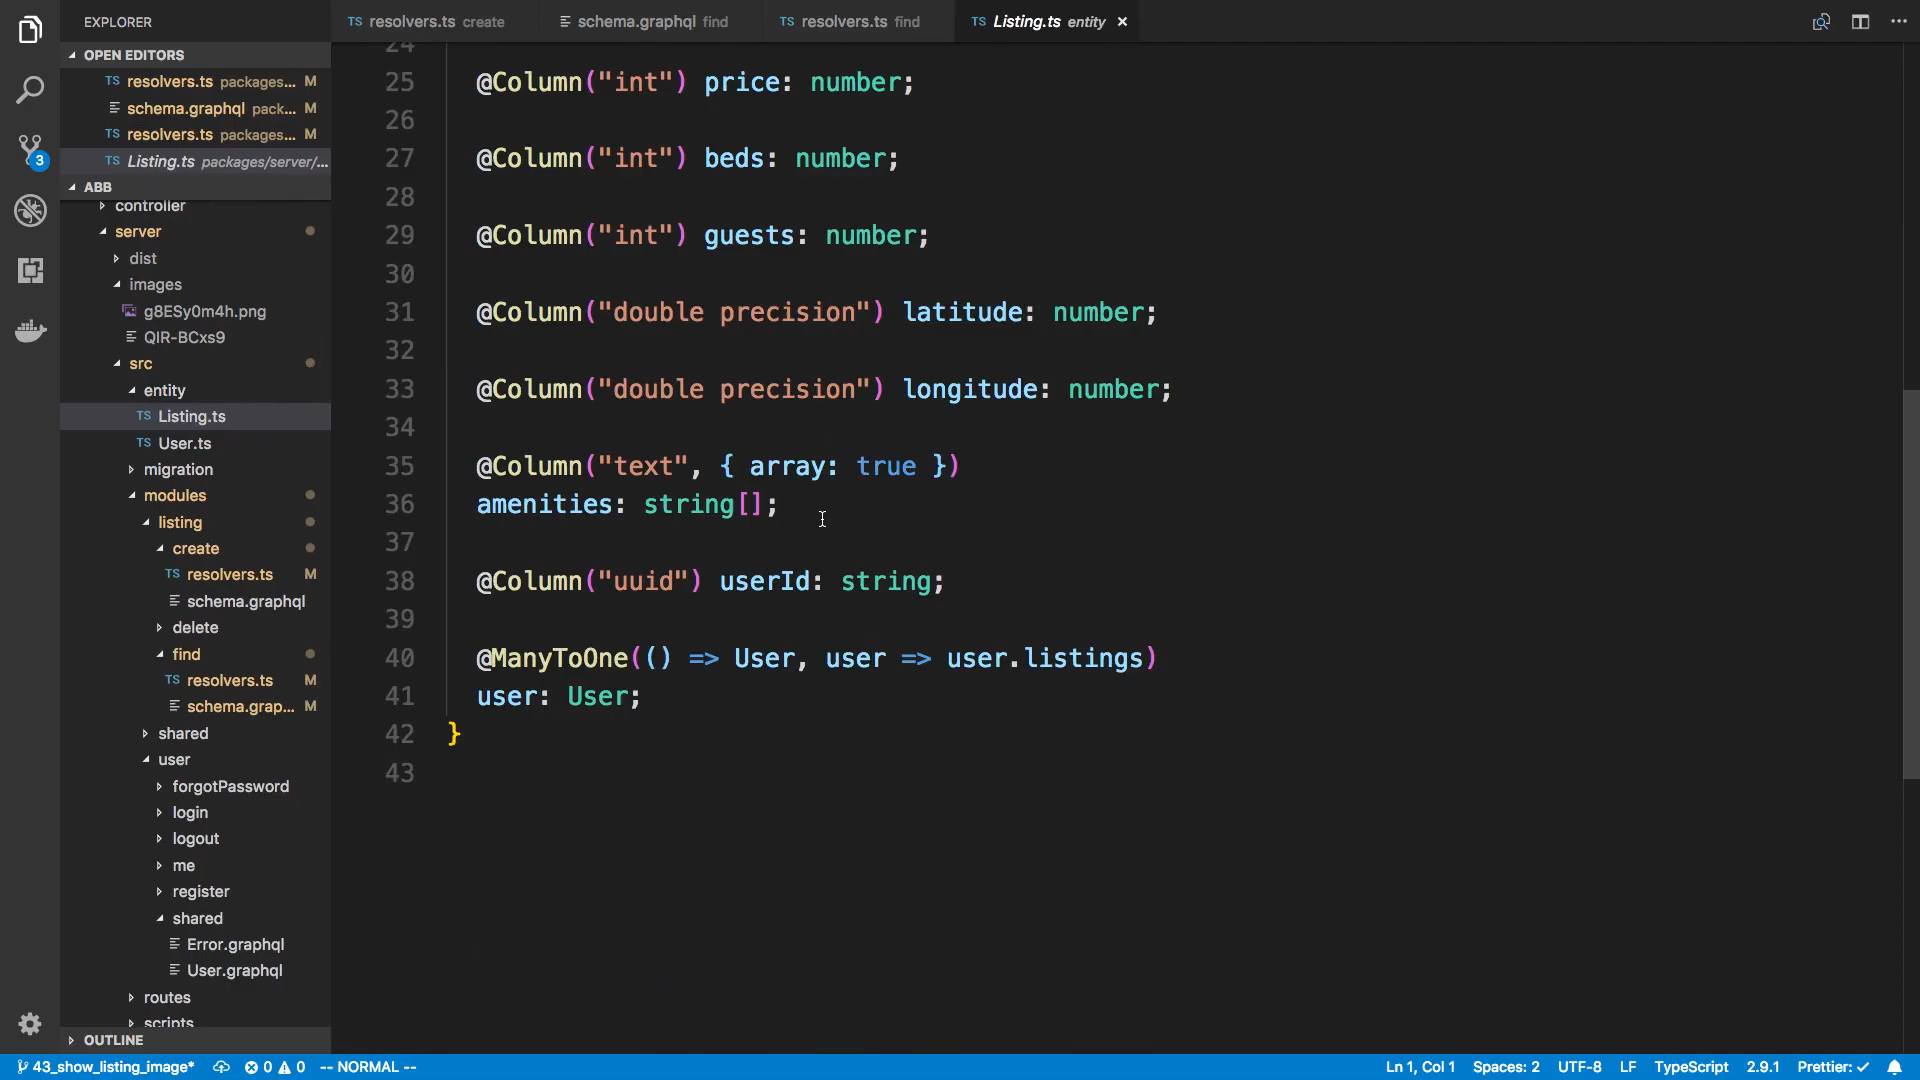 EXPLORER
OPEN EDITORS
TS resolvers.ts packages... M
schema.graphql pack... M
TS resolvers.ts packages... M
TS Listing.ts packages/server/...
ABB
controller
server
dist
images
g8ESy0m4h.png
QIR-BCxs9
src
entity
TS Listing.ts
TS User.ts
migration
modules
listing
create
TS resolvers.ts M
schema.graphql
delete
find
TS resolvers.ts M
schema.grap... M
shared
user
forgotPassword
login
logout
me
register
shared
Error.graphql
User.graphql
routes
scripts
OUTLINE
3
TS resolvers.ts create
schema.graphql find
TS resolvers.ts find
TS Listing.ts entity ×
24
25 @Column("int") price: number;
26
27 @Column("int") beds: number;
28
29 @Column("int") guests: number;
30
31 @Column("double precision") latitude: number;
32
33 @Column("double precision") longitude: number;
34
35 @Column("text", { array: true })
36 amenities: string[];
37
38 @Column("uuid") userId: string;
39
40 @ManyToOne(() => User, user => user.listings)
41 user: User;
42 }
43
43_show_listing_image* 0 0 -- NORMAL -- Ln 1, Col 1 Spaces: 2 UTF-8 LF TypeScript 2.9.1 Prettier: ✓